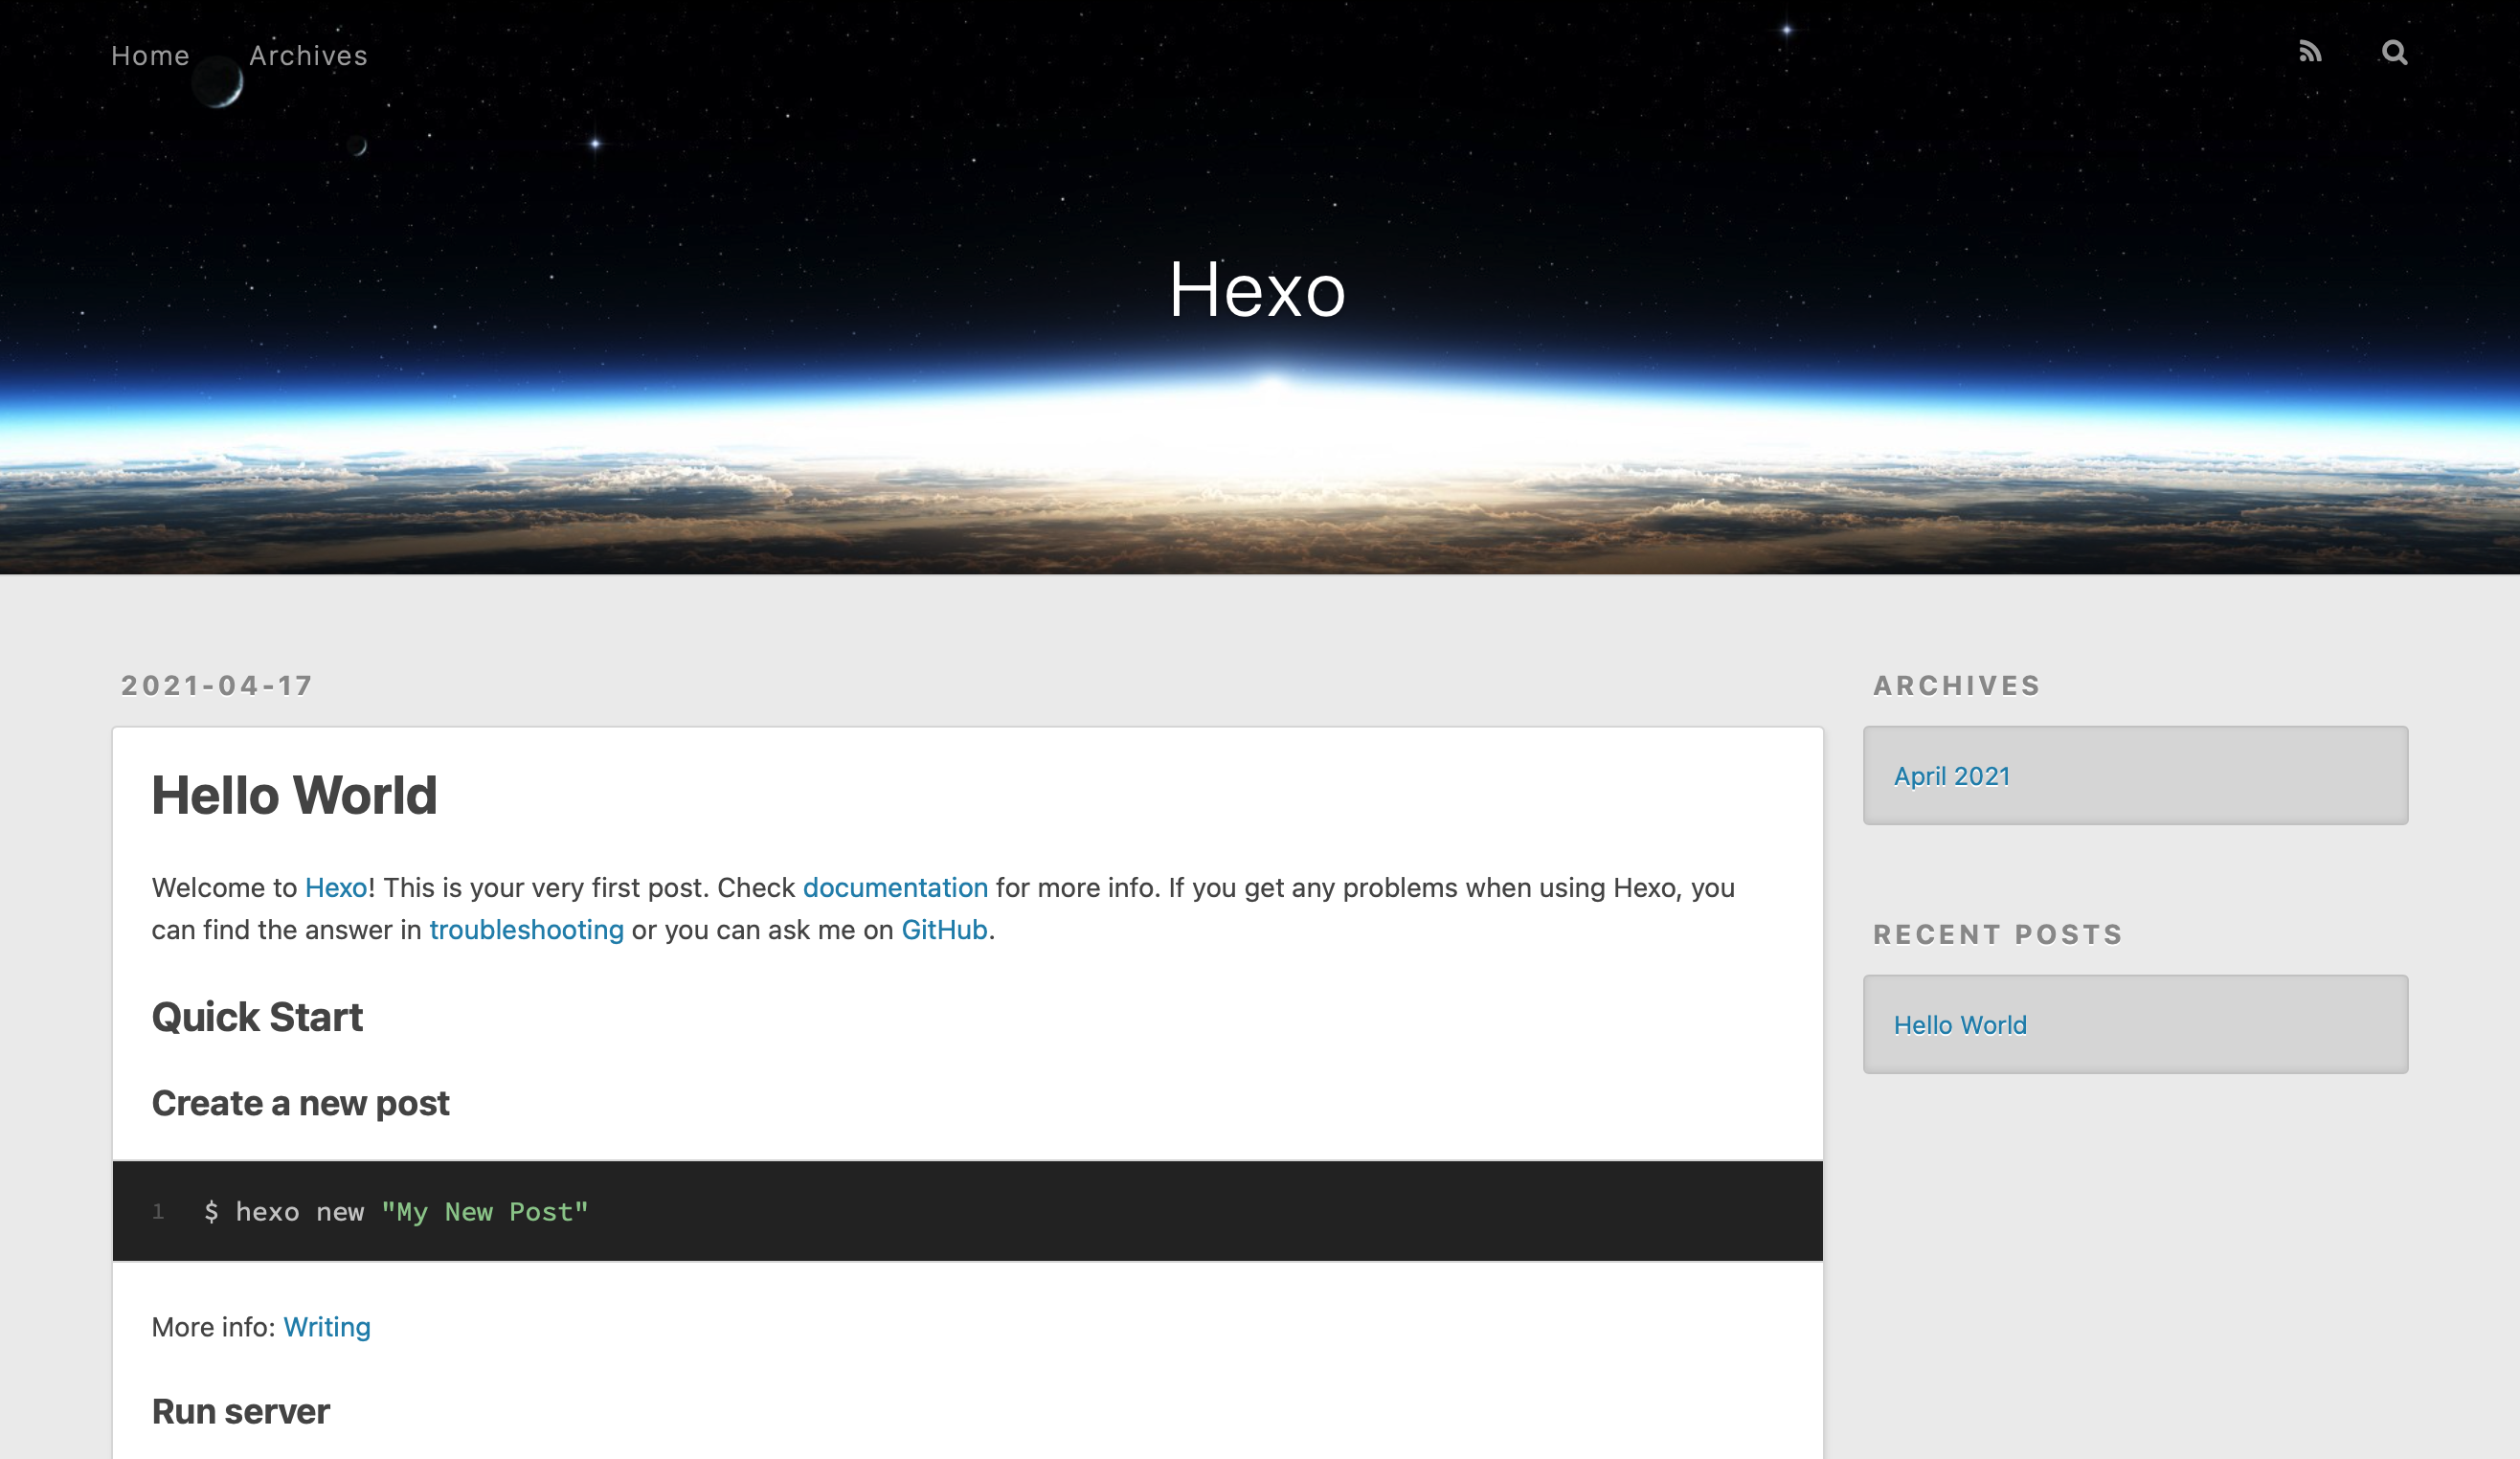 Home Archives
Hexo
2021-04-17
Hello World
Welcome to Hexo! This is your very first post. Check documentation for more info. If you get any problems when using Hexo, you
can find the answer in troubleshooting or you can ask me on GitHub.
Quick Start
Create a new post
1 $ hexo new "My New Post"
More info: Writing
Run server
ARCHIVES
April 2021
RECENT POSTS
Hello World